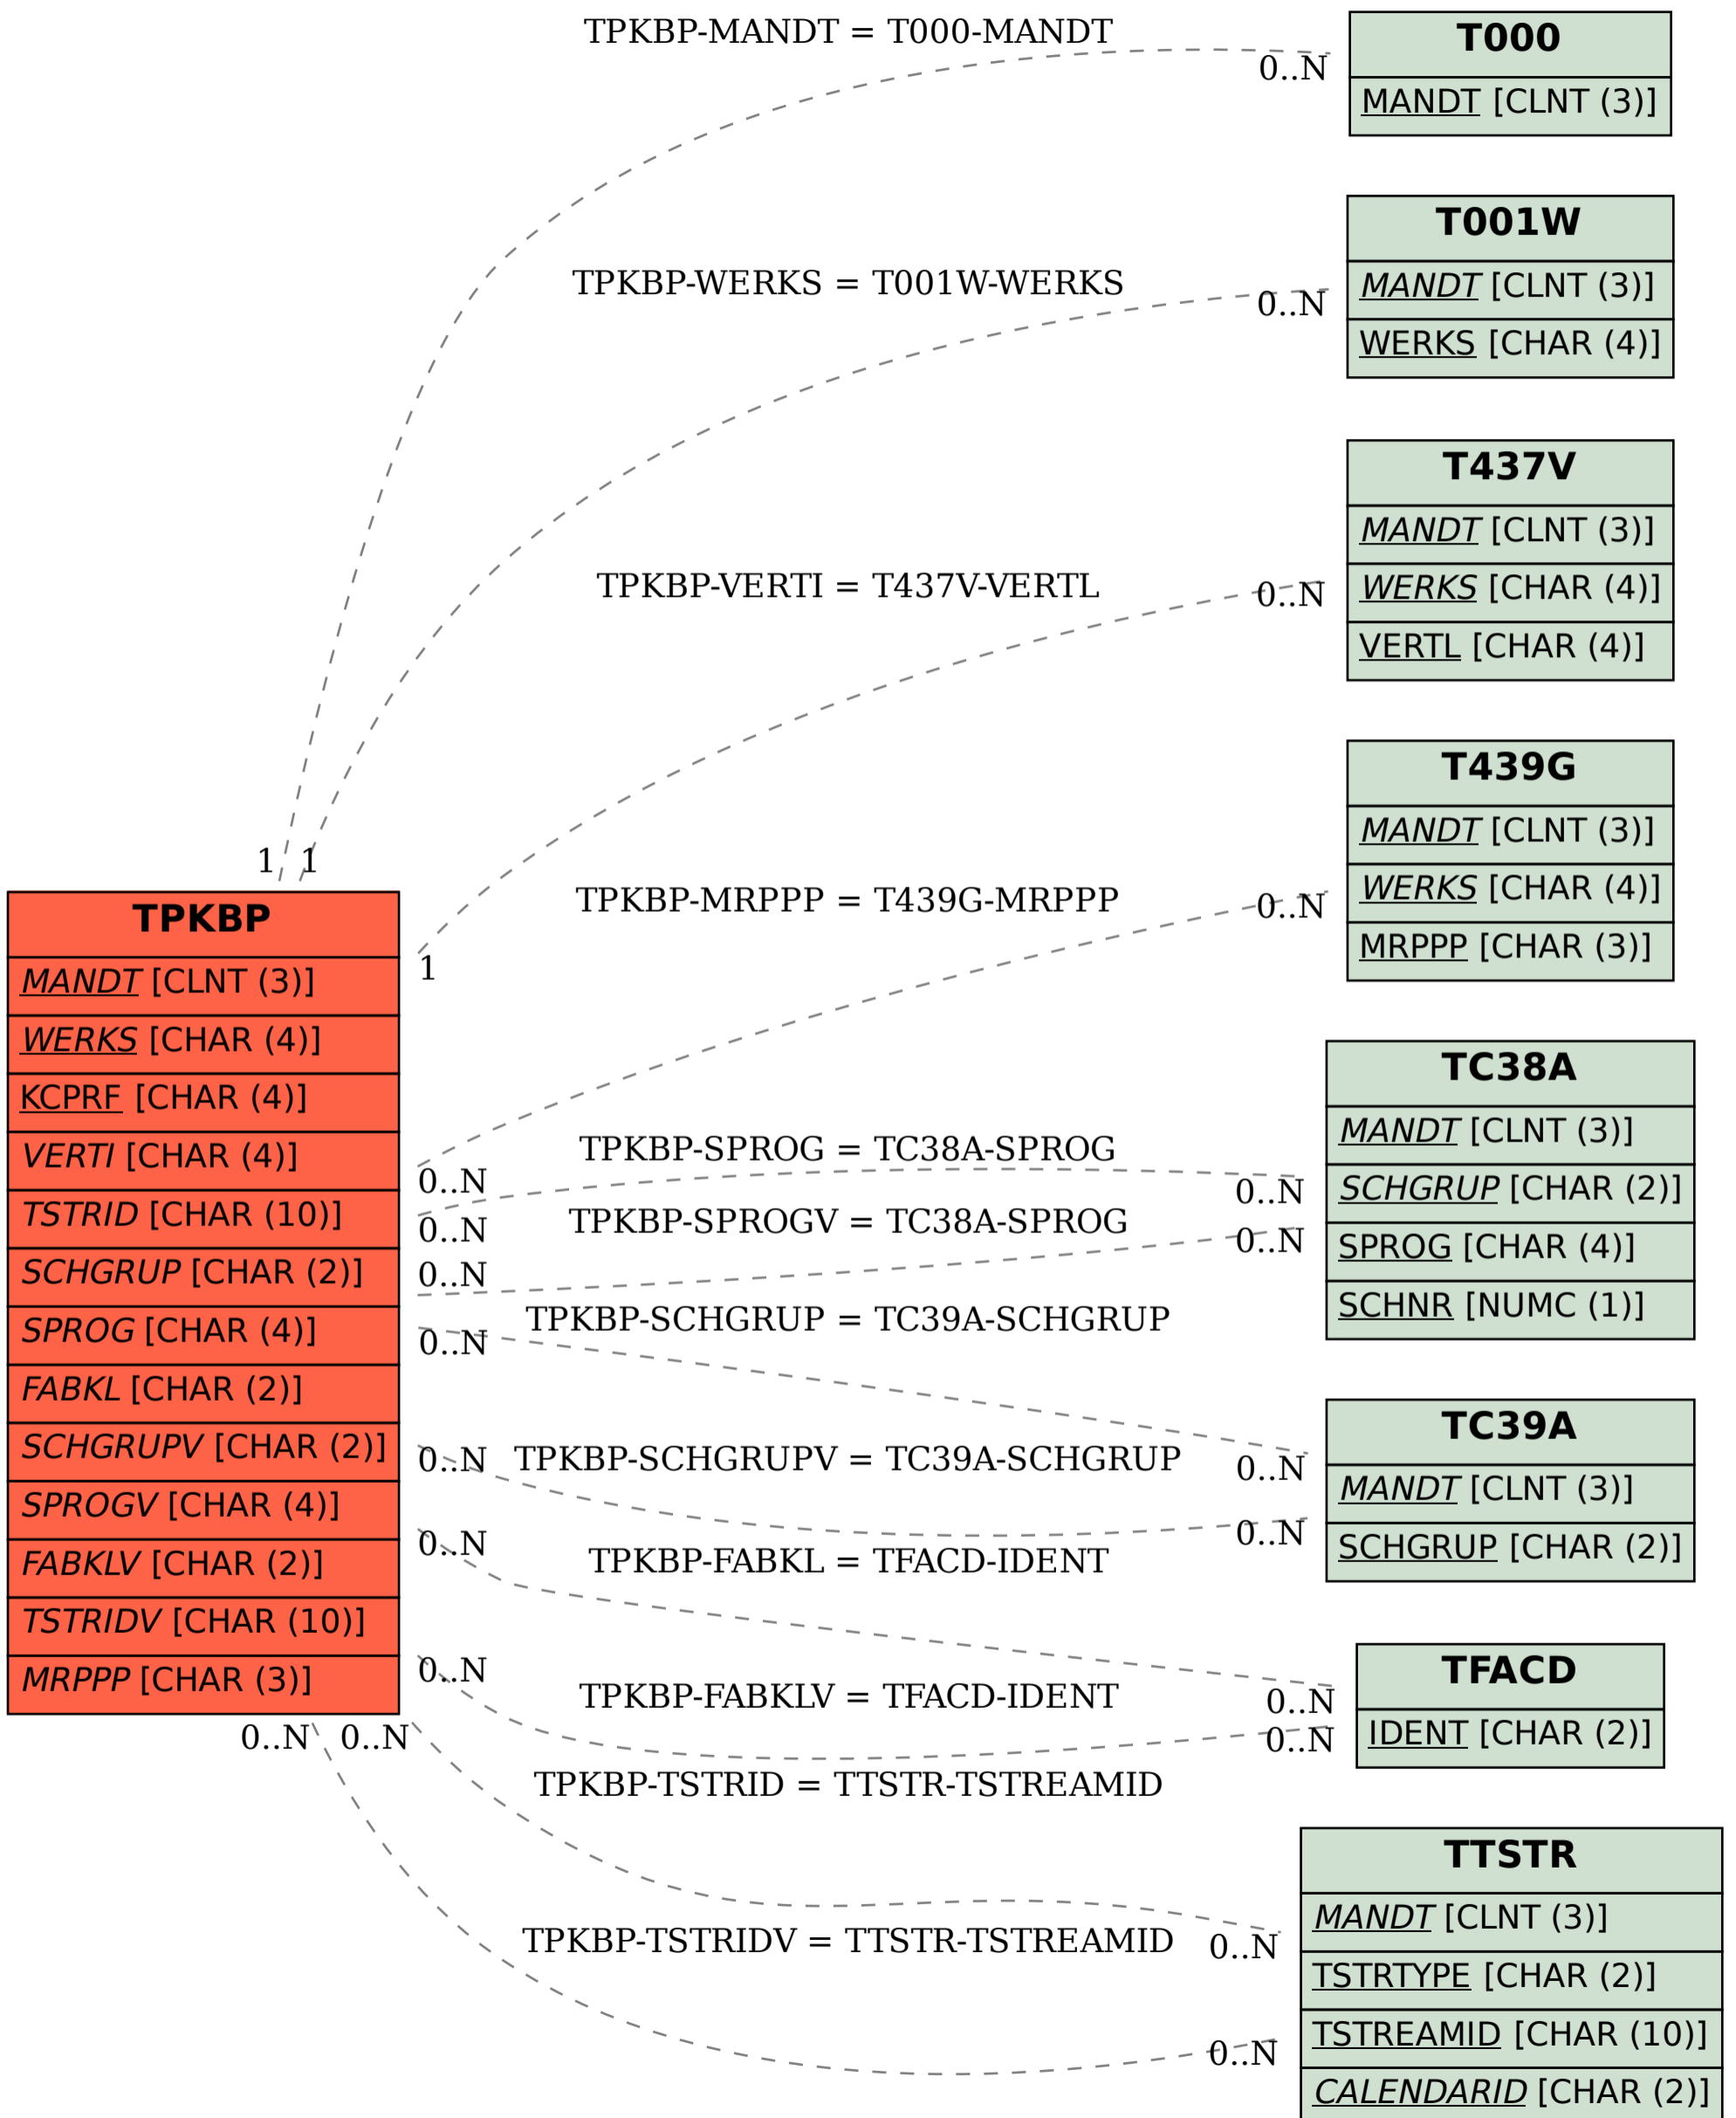 TPKBP-MANDT = T000-MANDT
0..N
T000
MANDT [CLNT (3)]
TPKBP-WERKS = T001W-WERKS
0..N
T001W
MANDT [CLNT (3)]
WERKS [CHAR (4)]
TPKBP-VERTI = T437V-VERTL
0..N
T437V
MANDT [CLNT (3)]
WERKS [CHAR (4)]
VERTL [CHAR (4)]
TPKBP-MRPPP = T439G-MRPPP
0..N
T439G
MANDT [CLNT (3)]
WERKS [CHAR (4)]
MRPPP [CHAR (3)]
1 1
1
TPKBP
MANDT [CLNT (3)]
WERKS [CHAR (4)]
KCPRF [CHAR (4)]
VERTI [CHAR (4)]
TSTRID [CHAR (10)]
SCHGRUP [CHAR (2)]
SPROG [CHAR (4)]
FABKL [CHAR (2)]
SCHGRUPV [CHAR (2)]
SPROGV [CHAR (4)]
FABKLV [CHAR (2)]
TSTRIDV [CHAR (10)]
MRPPP [CHAR (3)]
0..N
TPKBP-SPROG = TC38A-SPROG
0..N
0..N
TPKBP-SPROGV = TC38A-SPROG
0..N
0..N
TC38A
MANDT [CLNT (3)]
SCHGRUP [CHAR (2)]
SPROG [CHAR (4)]
SCHNR [NUMC (1)]
TPKBP-SCHGRUP = TC39A-SCHGRUP
0..N
0..N
TPKBP-SCHGRUPV = TC39A-SCHGRUP
0..N
0..N
TC39A
MANDT [CLNT (3)]
SCHGRUP [CHAR (2)]
TPKBP-FABKL = TFACD-IDENT
0..N
0..N
TPKBP-FABKLV = TFACD-IDENT
0..N
0..N
TFACD
IDENT [CHAR (2)]
0..N 0..N
TPKBP-TSTRID = TTSTR-TSTREAMID
0..N
TPKBP-TSTRIDV = TTSTR-TSTREAMID
0..N
TTSTR
MANDT [CLNT (3)]
TSTRTYPE [CHAR (2)]
TSTREAMID [CHAR (10)]
CALENDARID [CHAR (2)]